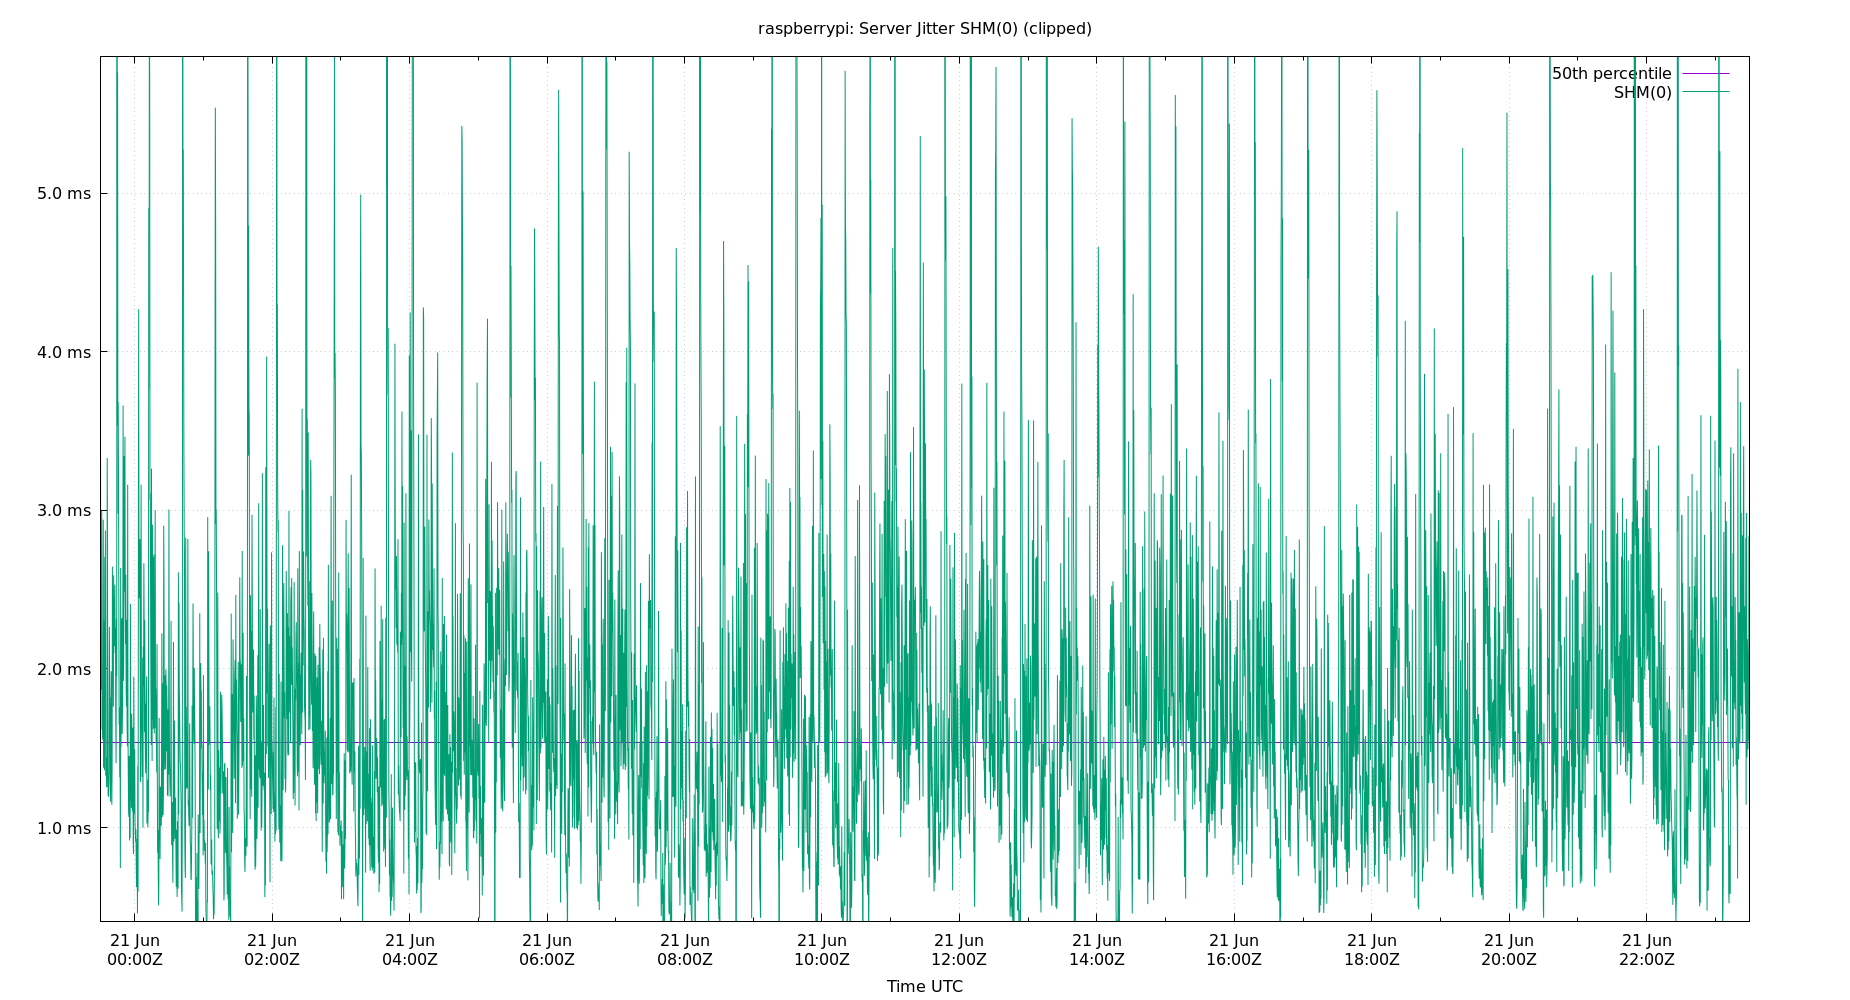 raspberrypi: Server Jitter SHM(0) (clipped)
50th percentile
SHM(0)
5.0 ms
4.0 ms
3.0 ms
2.0 ms
1.0 ms
21 Jun 21 Jun 21 Jun 21 Jun 21 Jun 21 Jun 21 Jun 21 Jun 21 Jun 21 Jun 21 Jun 21 Jun
00:00Z 02:00Z 04:00Z 06:00Z 08:00Z 10:00Z 12:00Z 14:00Z 16:00Z 18:00Z 20:00Z 22:00Z
Time UTC